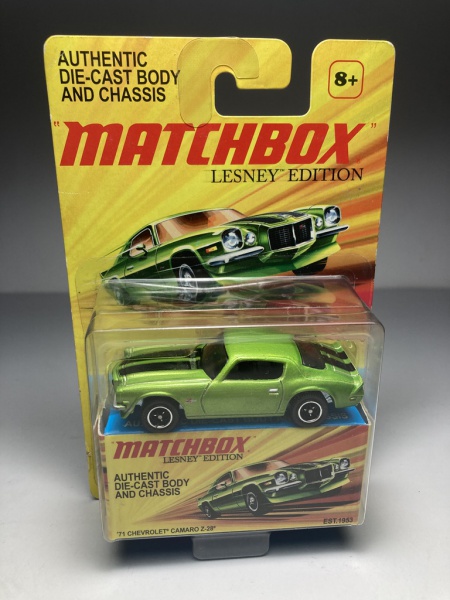 AUTHENTIC
DIE-CAST BODY
AND CHASSIS
8+
"MATCHBOX"
LESNEY™ EDITION
MATCHBOX
LESNEY EDITION
AUTHENTIC
DIE-CAST BODY
AND CHASSIS
'71 CHEVROLET® CAMARO Z-28®
EST.1953